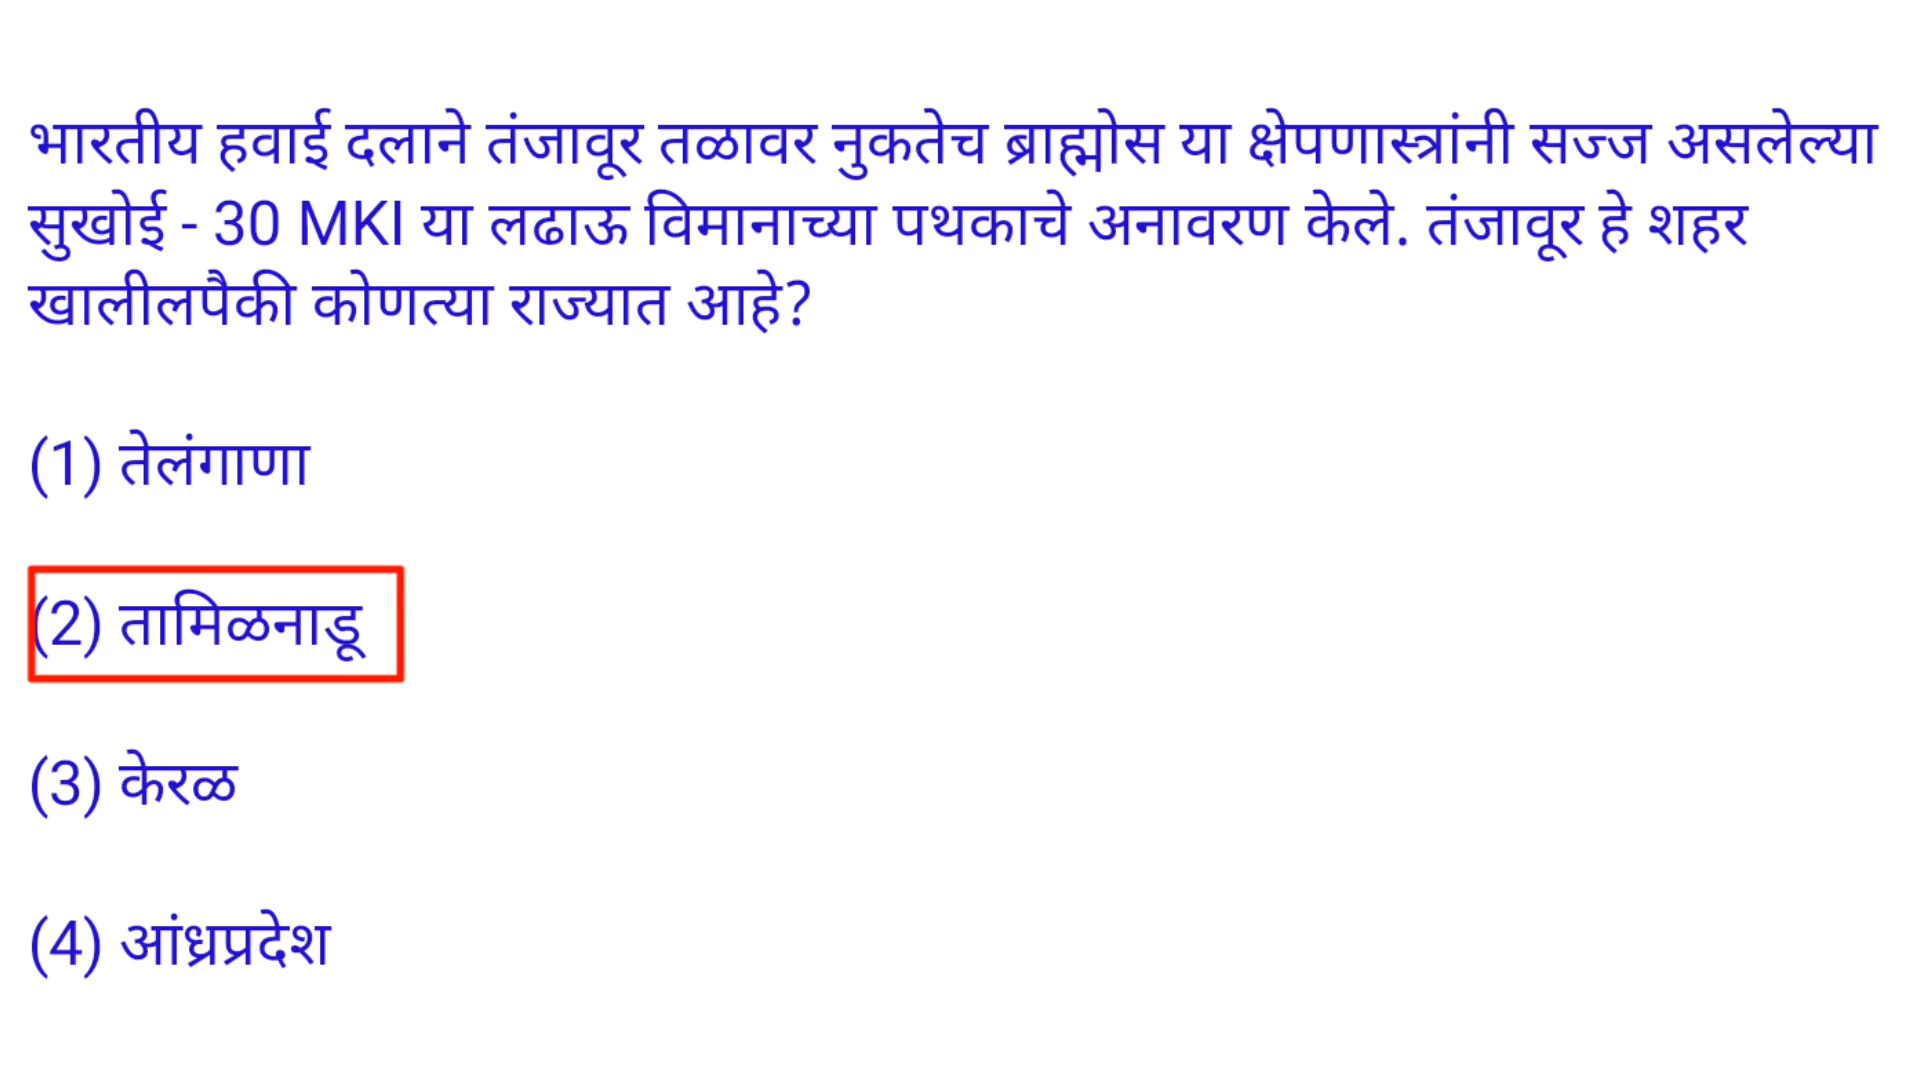 भारतीय हवाई दलाने तंजावूर तळावर नुकतेच ब्राह्मोस या क्षेपणास्त्रांनी सज्ज असलेल्या
सुखोई - 30 MKI या लढाऊ विमानाच्या पथकाचे अनावरण केले. तंजावूर हे शहर
खालीलपैकी कोणत्या राज्यात आहे?
(1) तेलंगाणा
(2) तामिळनाडू
(3) केरळ
(4) आंध्रप्रदेश